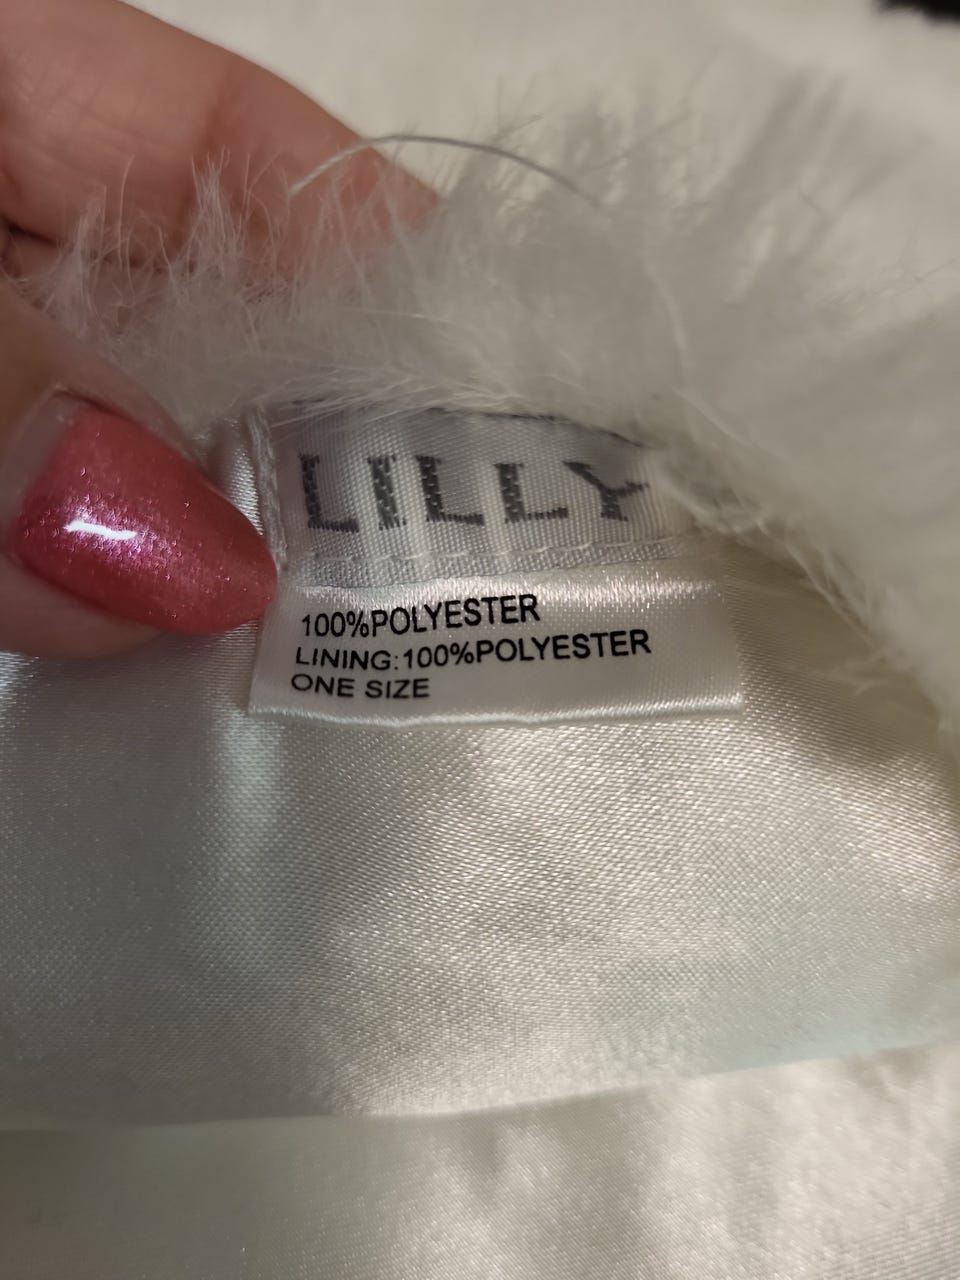 LILLY
100%POLYESTER
LINING:100%POLYESTER
ONE SIZE